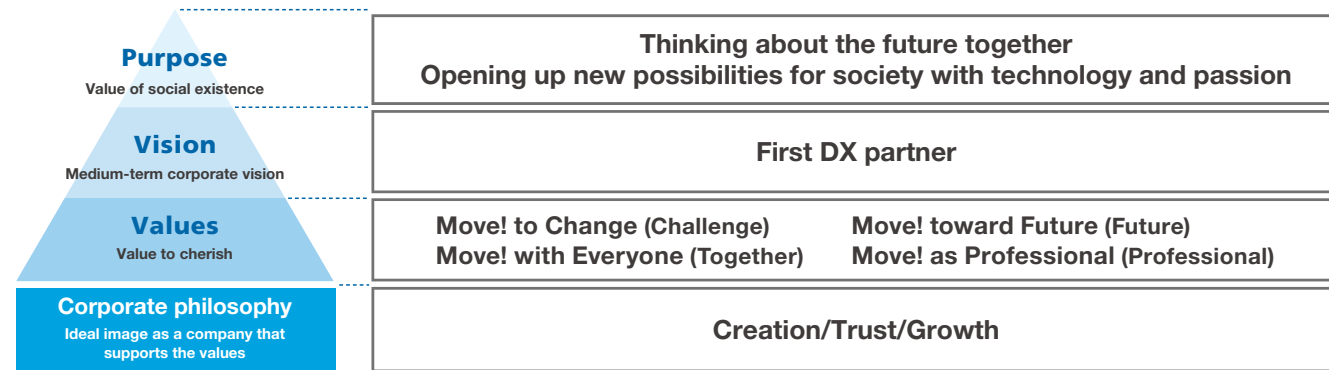 Purpose
Value of social existence
Thinking about the future together
Opening up new possibilities for society with technology and passion
Vision
Medium-term corporate vision
First DX partner
Values
Value to cherish
Move! to Change (Challenge)
Move! toward Future (Future)
Move! with Everyone (Together)
Move! as Professional (Professional)
Corporate philosophy
Ideal image as a company that
supports the values
Creation/Trust/Growth